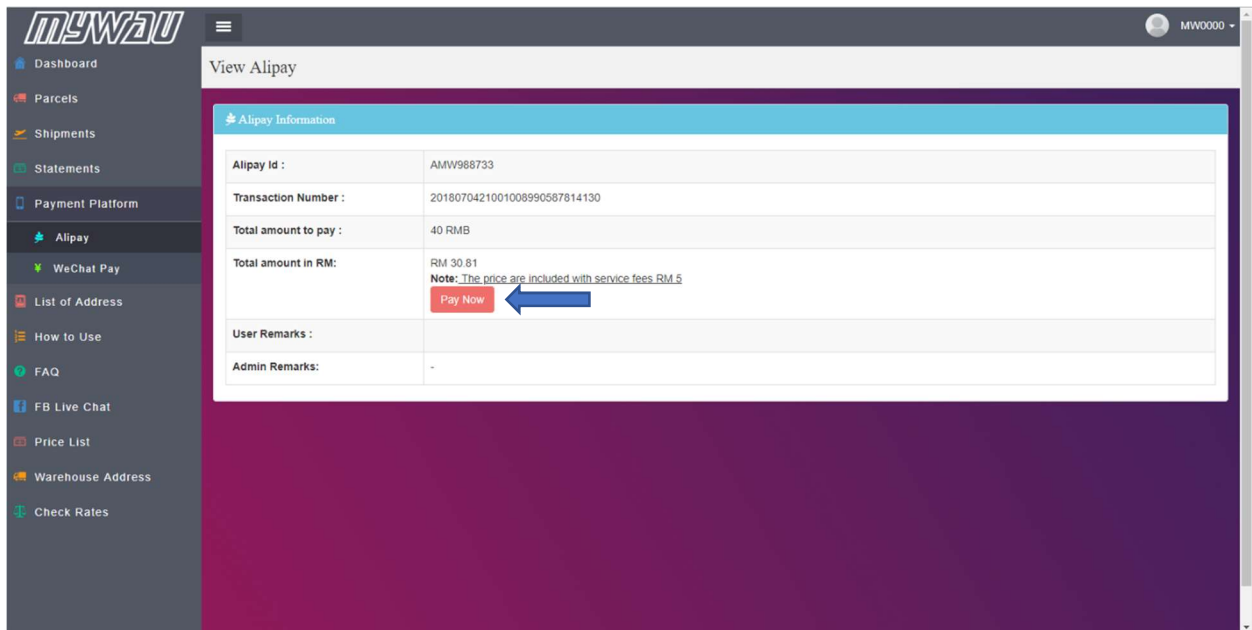 MYWAU
MW0000
Dashboard
Parcels
Shipments
Statements
Payment Platform
Alipay
WeChat Pay
List of Address
How to Use
FAQ
FB Live Chat
Price List
Warehouse Address
Check Rates
View Alipay
Alipay Information
Alipay Id : AMW988733
Transaction Number : 2018070421001008990587814130
Total amount to pay : 40 RMB
Total amount in RM: RM 30.81
Note: The price are included with service fees RM 5
Pay Now
User Remarks :
Admin Remarks: -